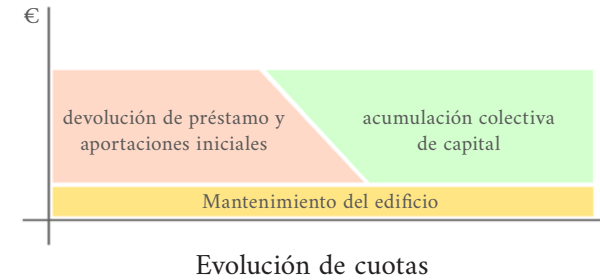 €
devolución de préstamo y
aportaciones iniciales
acumulación colectiva
de capital
Mantenimiento del edificio
Evolución de cuotas